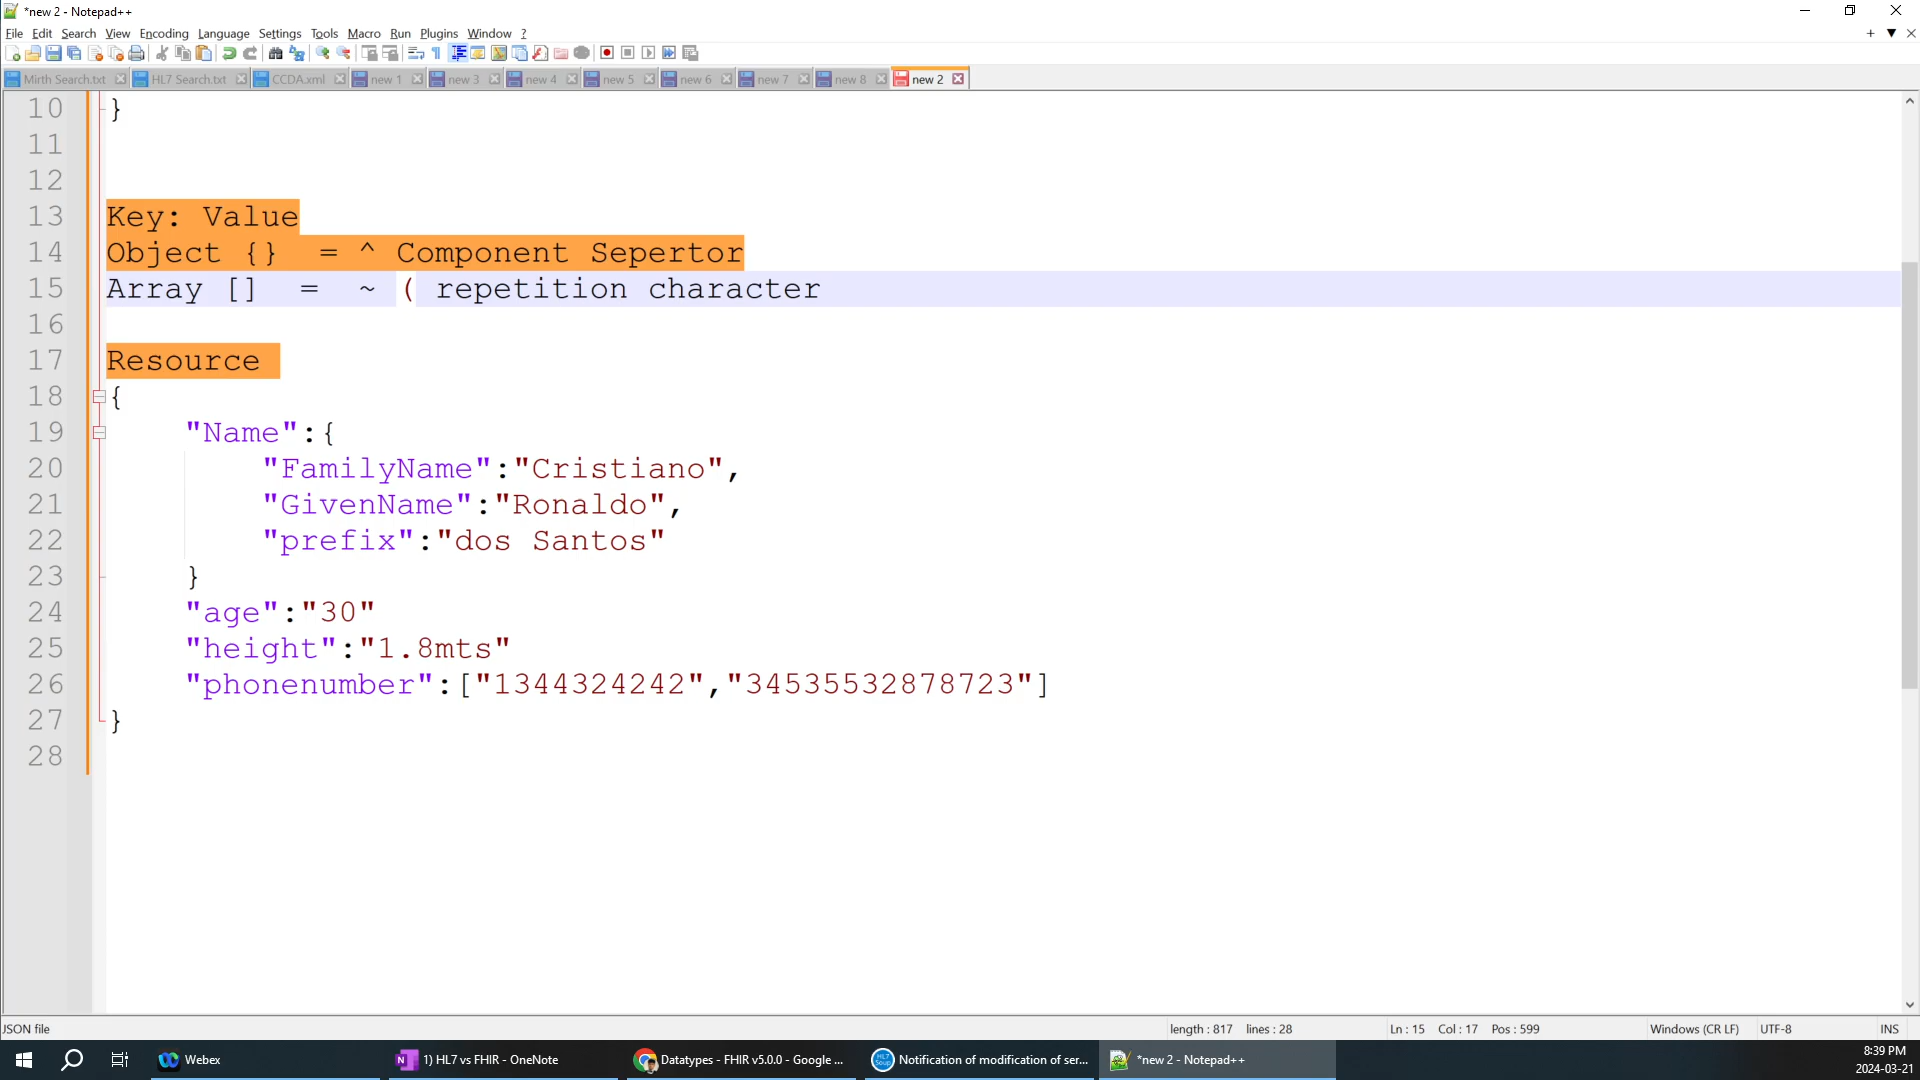 *new 2 - Notepad++
File Edit Search View Encoding Language Settings Tools Macro Run Plugins Window ?
Mirth Search.txt HL7 Search.txt CCDA.xml new 1 new 3 new 4 new 5 new 6 new 7 new 8 new 2
10 }
11
12
13 Key: Value
14 Object {} = ^ Component Sepertor
15 Array [] = ~ ( repetition character
16
17 Resource
18 {
19 "Name":{
20 "FamilyName":"Cristiano",
21 "GivenName":"Ronaldo",
22 "prefix":"dos Santos"
23 }
24 "age":"30"
25 "height":"1.8mts"
26 "phonenumber":["1344324242","34535532878723"]
27 }
28
JSON file length : 817 lines : 28 Ln : 15 Col : 17 Pos : 599 Windows (CR LF) UTF-8 INS
Webex 1) HL7 vs FHIR - OneNote Datatypes - FHIR v5.0.0 - Google ... Notification of modification of ser... *new 2 - Notepad++
8:39 PM
2024-03-21